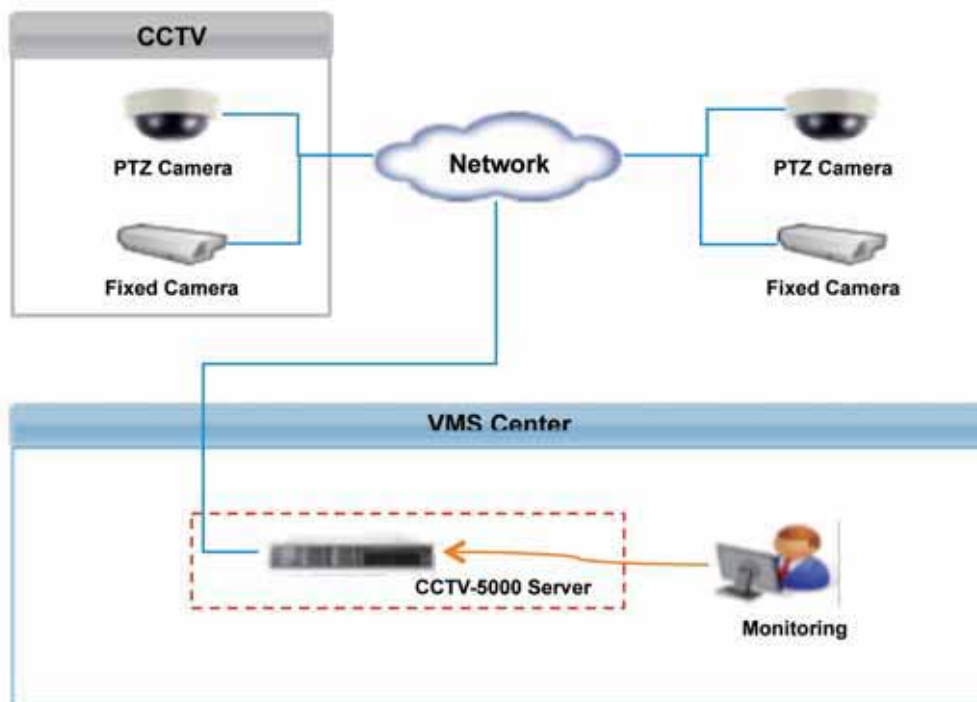 CCTV
PTZ Camera
Fixed Camera
Network
PTZ Camera
Fixed Camera
VMS Center
CCTV-5000 Server
Monitoring